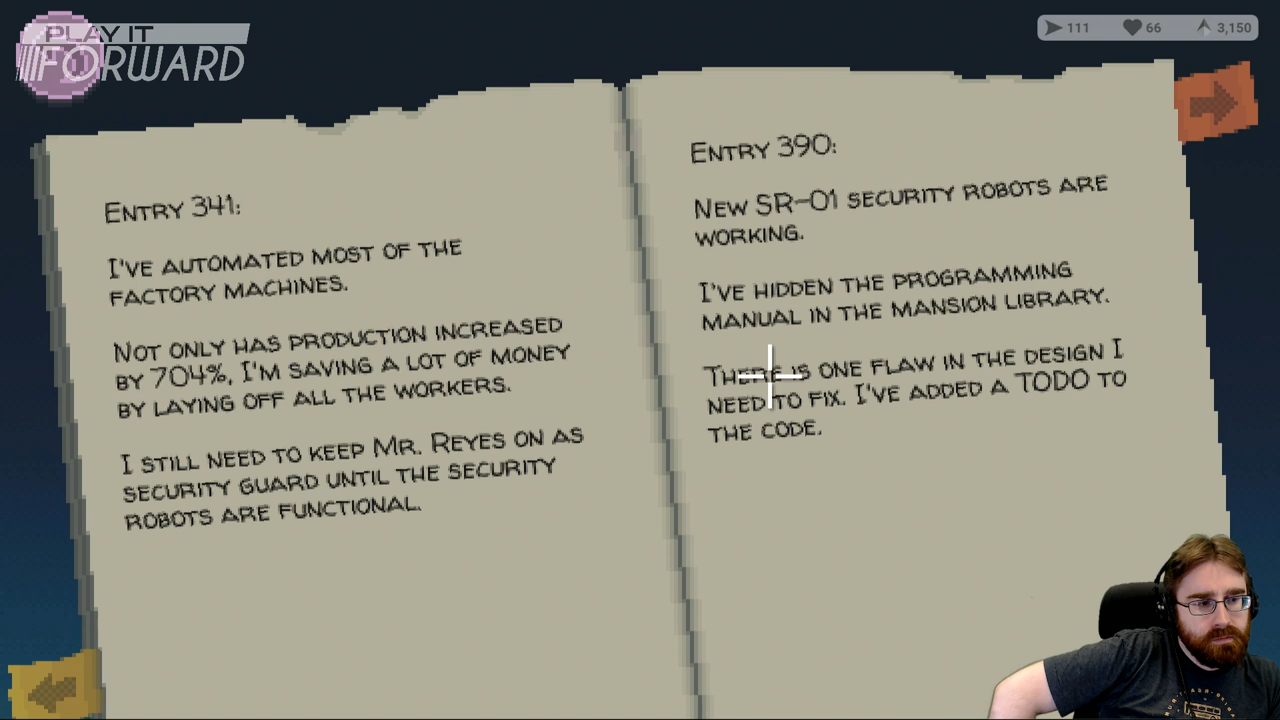 PLAY IT
FORWARD
111
66
3,150
ENTRY 341:
I'VE AUTOMATED MOST OF THE
FACTORY MACHINES.
NOT ONLY HAS PRODUCTION INCREASED
BY 704%, I'M SAVING A LOT OF MONEY
BY LAYING OFF ALL THE WORKERS.
I STILL NEED TO KEEP MR. REYES ON AS
SECURITY GUARD UNTIL THE SECURITY
ROBOTS ARE FUNCTIONAL.
ENTRY 390:
NEW SR-01 SECURITY ROBOTS ARE
WORKING.
I'VE HIDDEN THE PROGRAMMING
MANUAL IN THE MANSION LIBRARY.
THERE IS ONE FLAW IN THE DESIGN I
NEED TO FIX. I'VE ADDED A TODO TO
THE CODE.